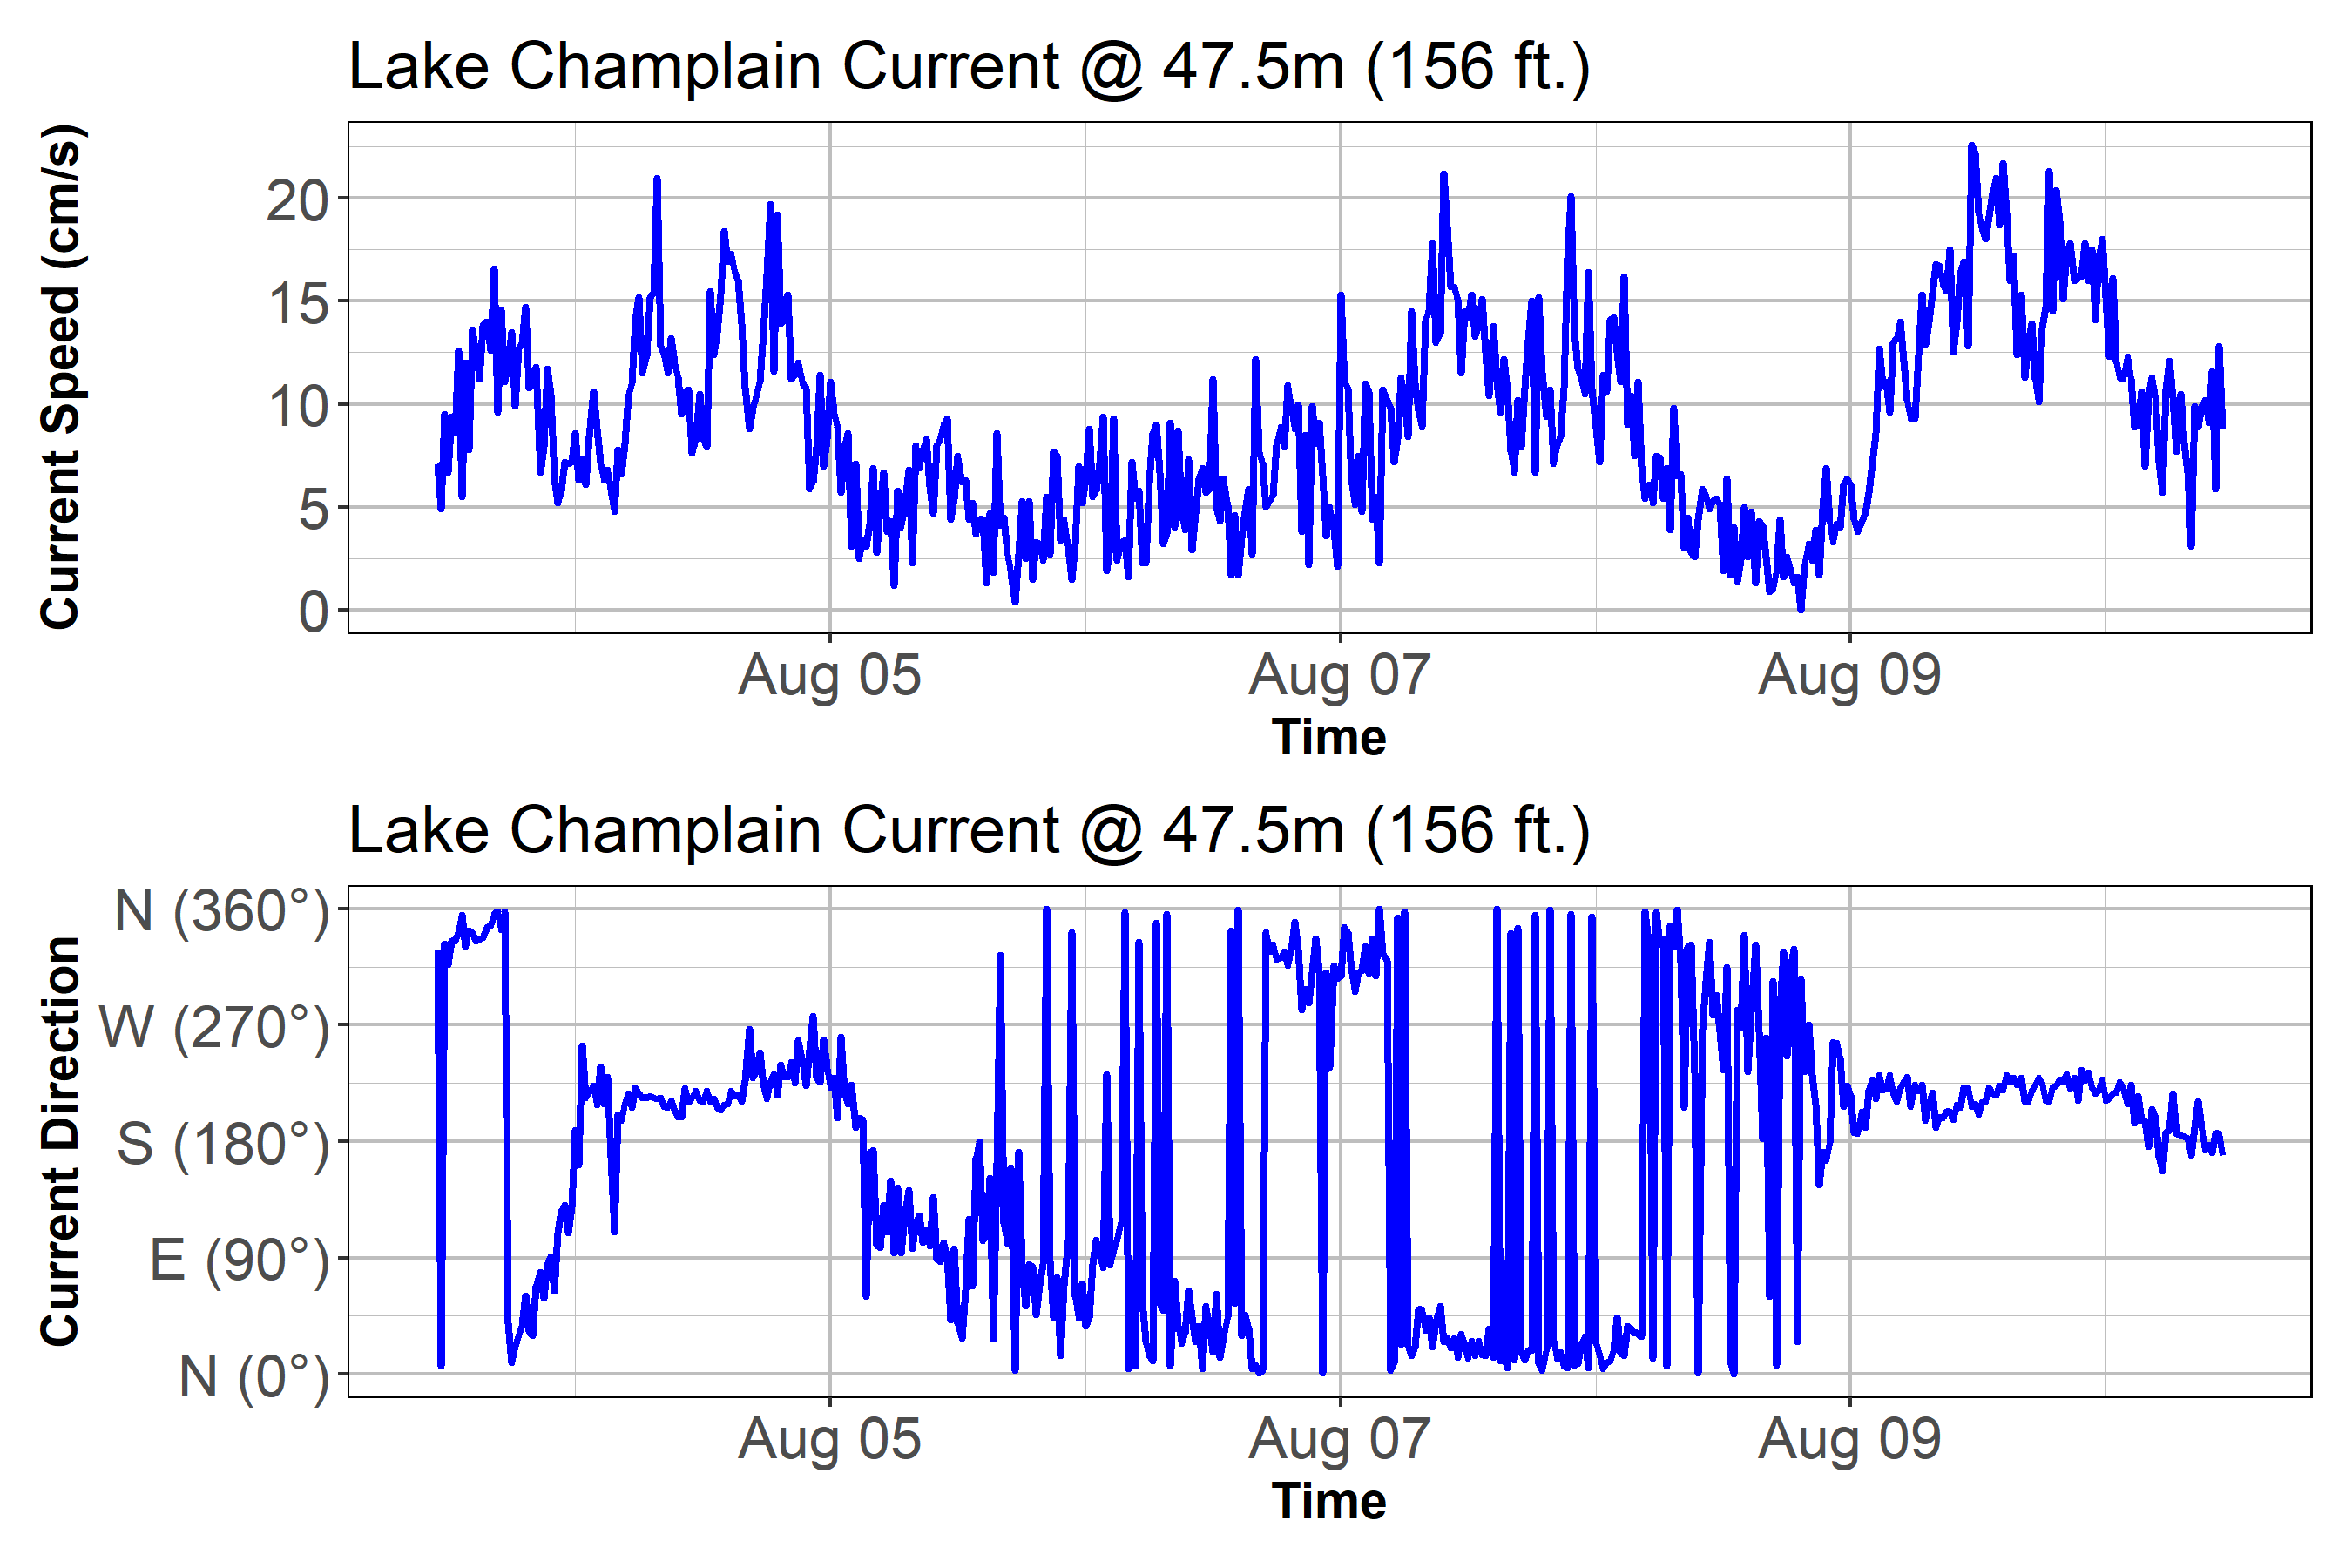 Lake Champlain Current @ 47.5m (156 ft.)
Current Speed (cm/s)
20
15
10
5
0
Aug 05 Aug 07 Aug 09
Time
Lake Champlain Current @ 47.5m (156 ft.)
Current Direction
N (360°)
W (270°)
S (180°)
E (90°)
N (0°)
Aug 05 Aug 07 Aug 09
Time